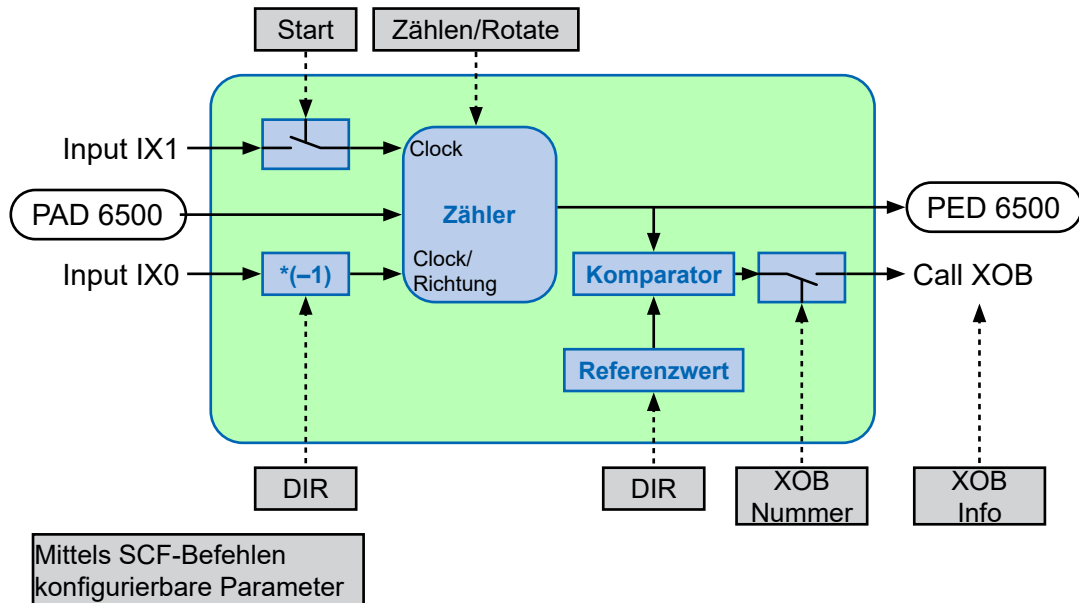 Start
Zählen/Rotate
Input IX1
Clock
PAD 6500
Zähler
PED 6500
Input IX0
*(–1)
Clock/
Richtung
Komparator
Call XOB
Referenzwert
DIR
DIR
XOB
Nummer
XOB
Info
Mittels SCF-Befehlen
konfigurierbare Parameter